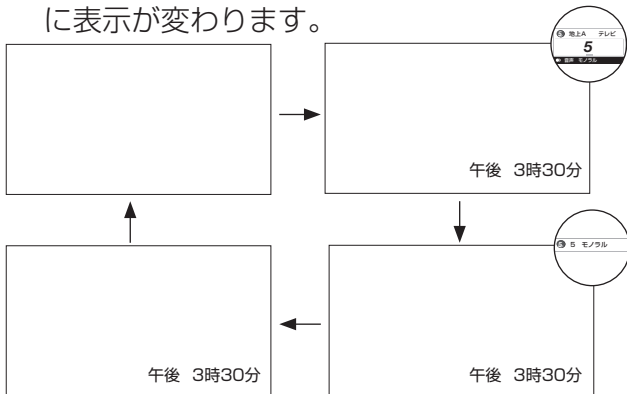 に表示が変わります。
地上A テレビ
5
音声 モノラル
午後 3時30分
5 モノラル
午後 3時30分
午後 3時30分